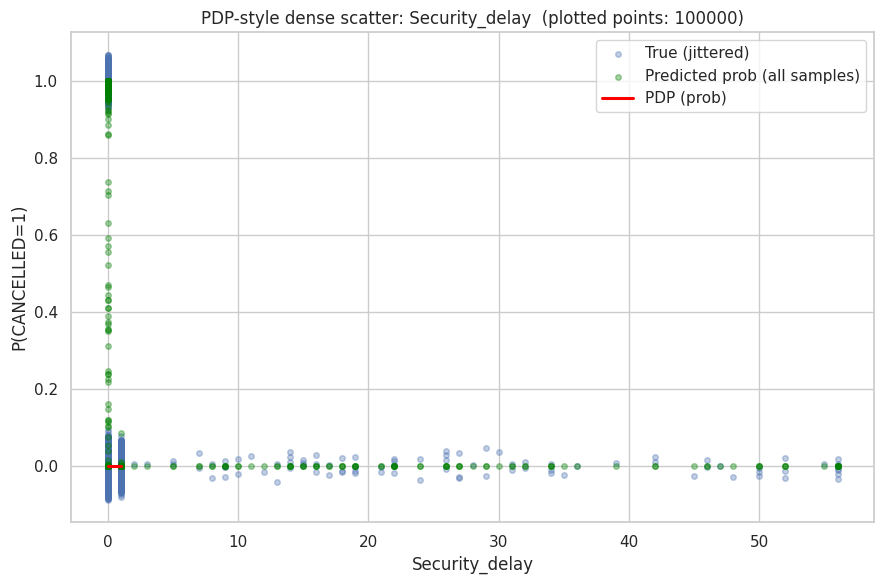 PDP-style dense scatter: Security_delay  (plotted points: 100000)
True (jittered)
Predicted prob (all samples)
PDP (prob)
P(CANCELLED=1)
1.0
0.8
0.6
0.4
0.2
0.0
0 10 20 30 40 50
Security_delay